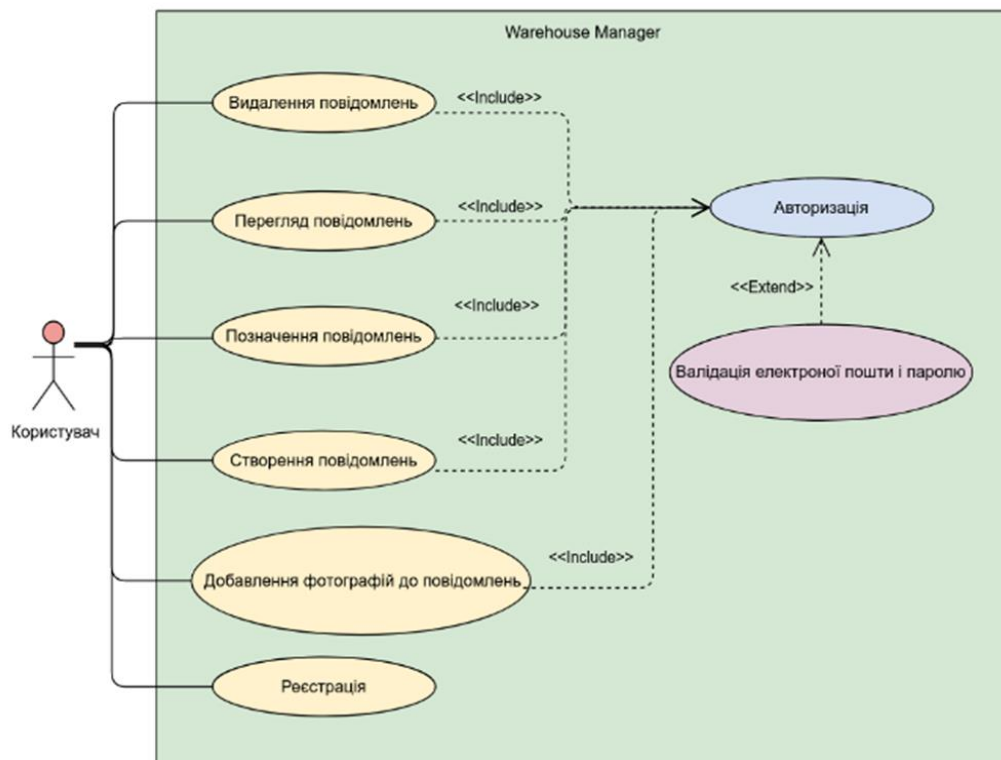 Warehouse Manager
Видалення повідомлень
<<Include>>
Перегляд повідомлень
<<Include>>
Авторизація
Позначення повідомлень
<<Include>>
<<Extend>>
Валідація електроної пошти і паролю
Користувач
Створення повідомлень
<<Include>>
Добавлення фотографій до повідомлень
<<Include>>
Реєстрація